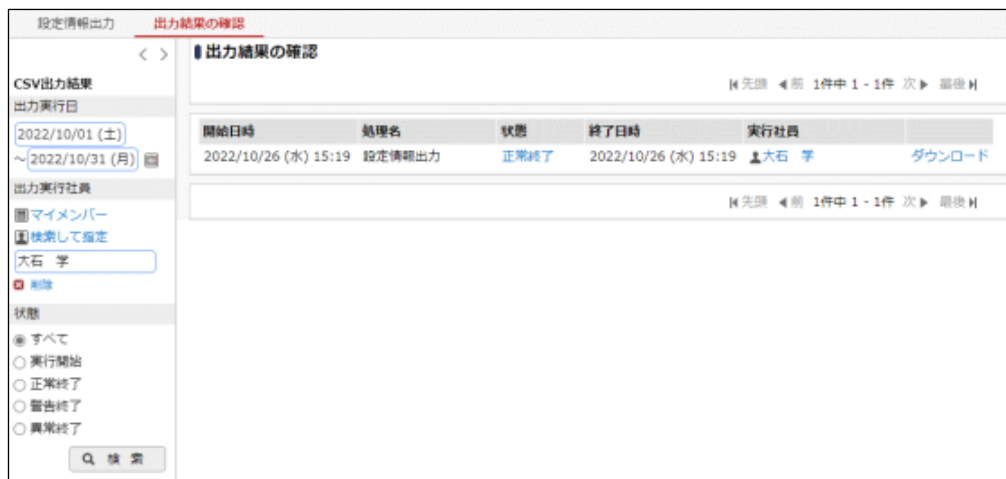 設定情報出力 出力結果の確認
< >
CSV出力結果
出力実行日
2022/10/01 (土)
～2022/10/31 (月)
出力実行社員
マイメンバー
検索して指定
大石　学
削除
状態
すべて
実行開始
正常終了
警告終了
異常終了
検 索
出力結果の確認
先頭 前 1件中 1 - 1件 次 最後
開始日時 処理名 状態 終了日時 実行社員
2022/10/26 (水) 15:19 設定情報出力 正常終了 2022/10/26 (水) 15:19 大石　学 ダウンロード
先頭 前 1件中 1 - 1件 次 最後